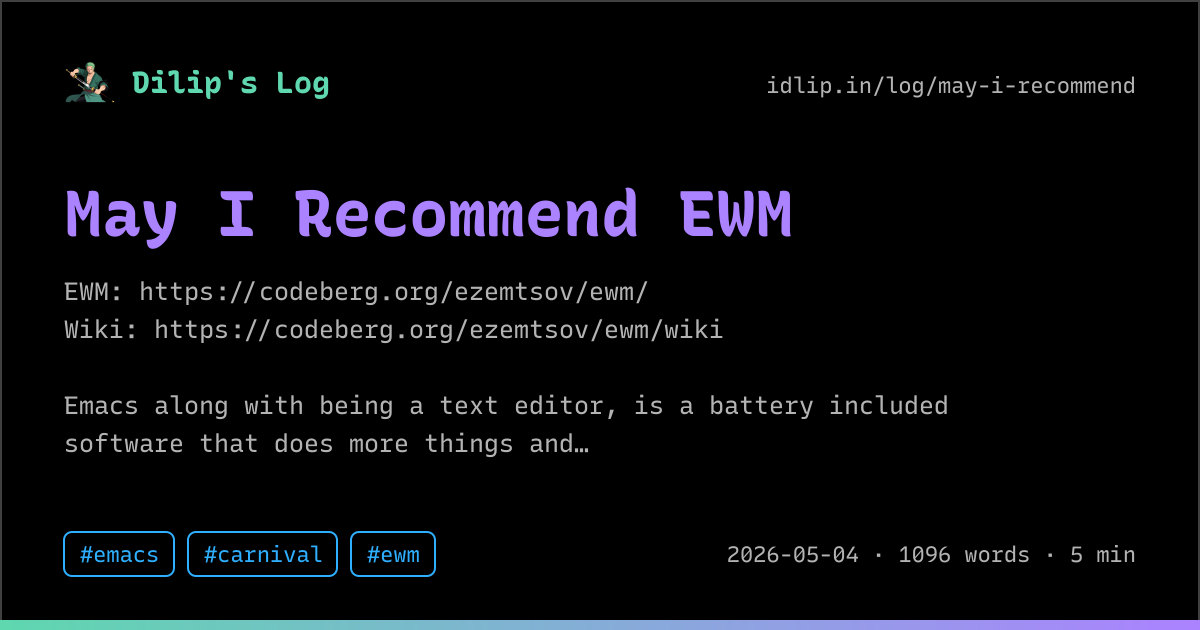 Dilip's Log
idlip.in/log/may-i-recommend
May I Recommend EWM
EWM: https://codeberg.org/ezemtsov/ewm/
Wiki: https://codeberg.org/ezemtsov/ewm/wiki
Emacs along with being a text editor, is a battery included
software that does more things and…
#emacs #carnival #ewm
2026-05-04 · 1096 words · 5 min